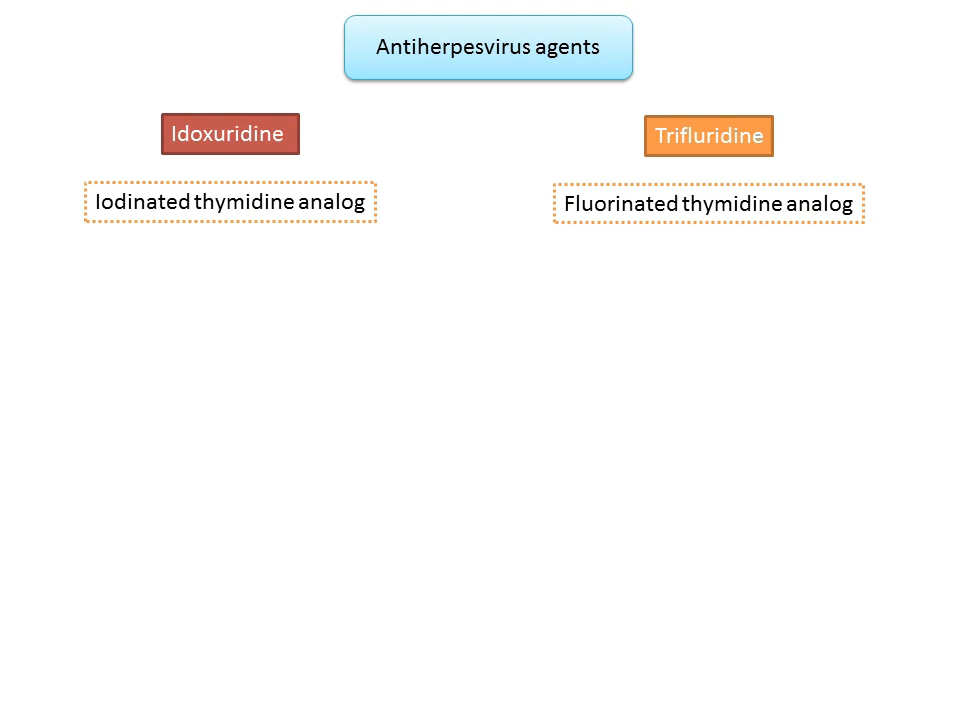 Antiherpesvirus agents
Idoxuridine
Trifluridine
Iodinated thymidine analog
Fluorinated thymidine analog